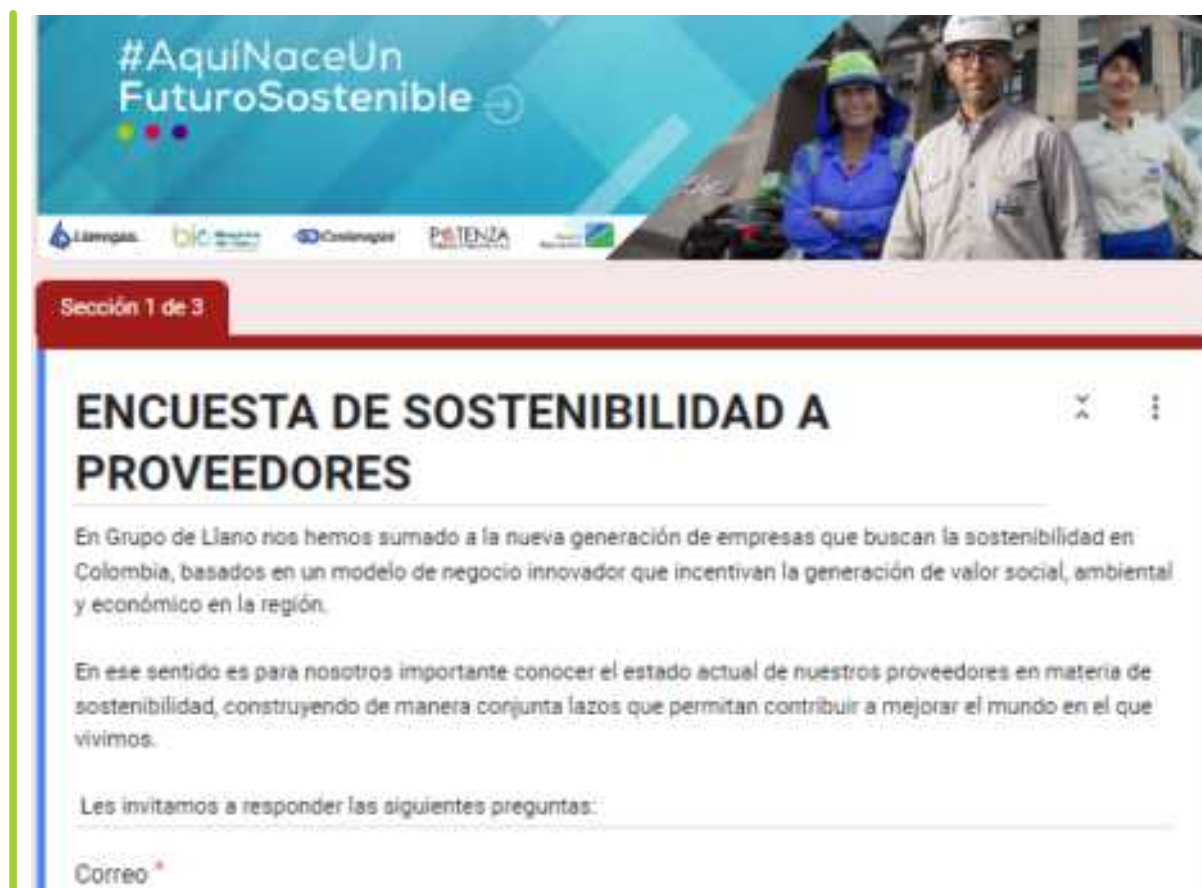 #AquíNaceUn
FuturoSostenible
Llanogas.
bic
Costenogas
POTENZA
Sección 1 de 3
ENCUESTA DE SOSTENIBILIDAD A
PROVEEDORES
En Grupo de Llano nos hemos sumado a la nueva generación de empresas que buscan la sostenibilidad en
Colombia, basados en un modelo de negocio innovador que incentivan la generación de valor social, ambiental
y económico en la región.
En ese sentido es para nosotros importante conocer el estado actual de nuestros proveedores en materia de
sostenibilidad, construyendo de manera conjunta lazos que permitan contribuir a mejorar el mundo en el que
vivimos.
Les invitamos a responder las siguientes preguntas:
Correo *